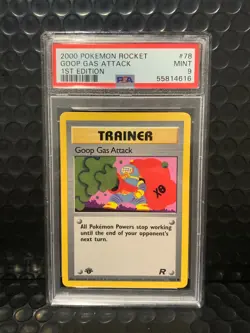 2000 POKEMON ROCKET #78
GOOP GAS ATTACK MINT
1ST EDITION 9
PSA 55814616
TRAINER
Goop Gas Attack
All Pokémon Powers stop working
until the end of your opponent's
next turn.
R